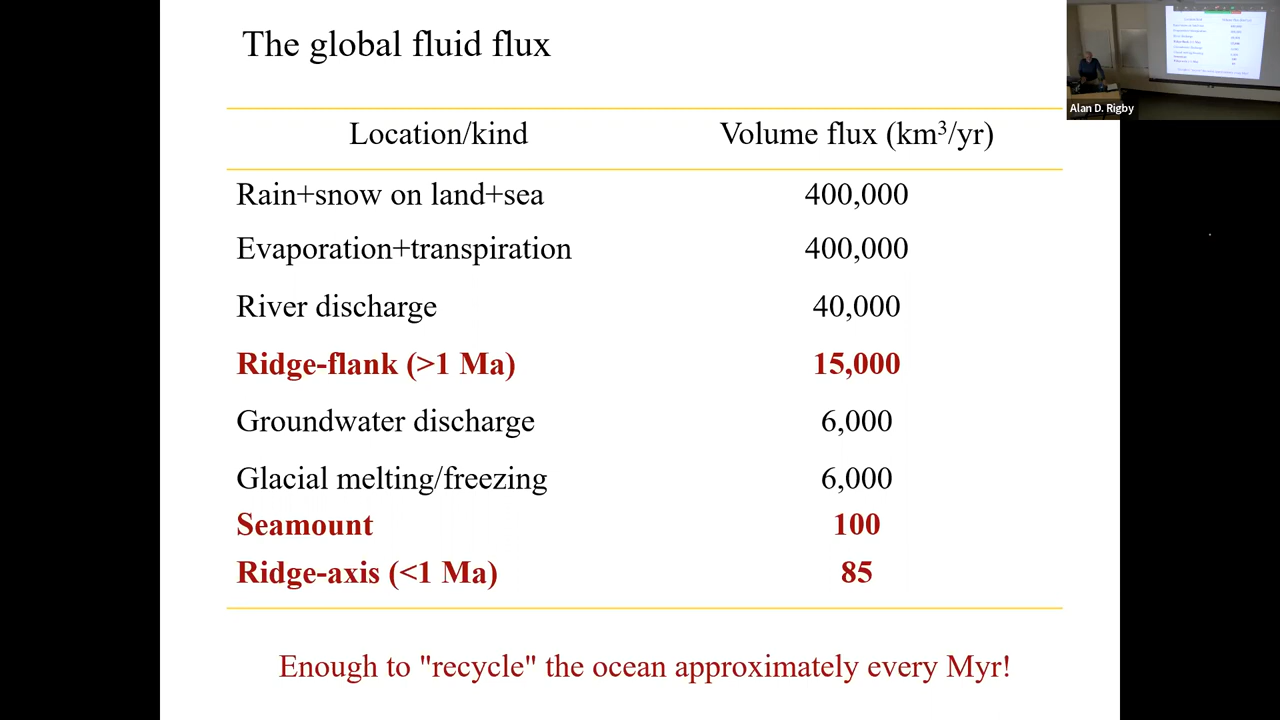 The global fluid flux
Location/kind Volume flux (km³/yr)
Rain+snow on land+sea 400,000
Evaporation+transpiration 400,000
River discharge 40,000
Ridge-flank (>1 Ma) 15,000
Groundwater discharge 6,000
Glacial melting/freezing 6,000
Seamount 100
Ridge-axis (<1 Ma) 85
Enough to "recycle" the ocean approximately every Myr!
Alan D. Rigby